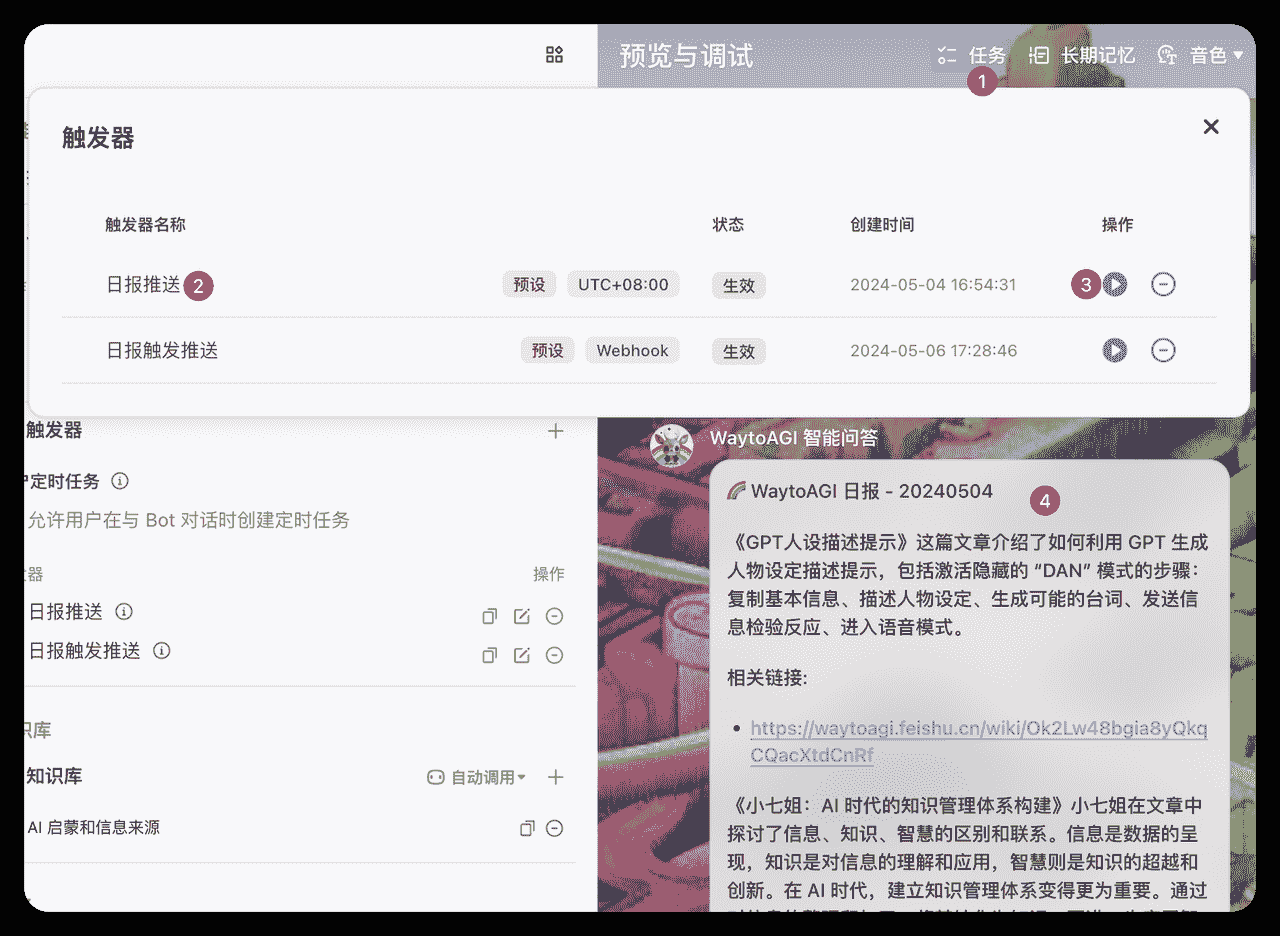 预览与调试
任务
长期记忆
音色
1
触发器
触发器名称 状态 创建时间 操作
日报推送 2 预设 UTC+08:00 生效 2024-05-04 16:54:31 3
日报触发推送 预设 Webhook 生效 2024-05-06 17:28:46
触发器
定时任务
允许用户在与 Bot 对话时创建定时任务
器 操作
日报推送
日报触发推送
库
知识库 自动调用
AI 启蒙和信息来源
WaytoAGI 智能问答
WaytoAGI 日报 - 20240504
4
《GPT人设描述提示》这篇文章介绍了如何利用 GPT 生成
人物设定描述提示，包括激活隐藏的 “DAN” 模式的步骤：
复制基本信息、描述人物设定、生成可能的台词、发送信
息检验反应、进入语音模式。
相关链接:
https://waytoagi.feishu.cn/wiki/Ok2Lw48bgia8yQkq
CQacXtdCnRf
《小七姐：AI 时代的知识管理体系构建》小七姐在文章中
探讨了信息、知识、智慧的区别和联系。信息是数据的呈
现，知识是对信息的理解和应用，智慧则是知识的超越和
创新。在 AI 时代，建立知识管理体系变得更为重要。通过